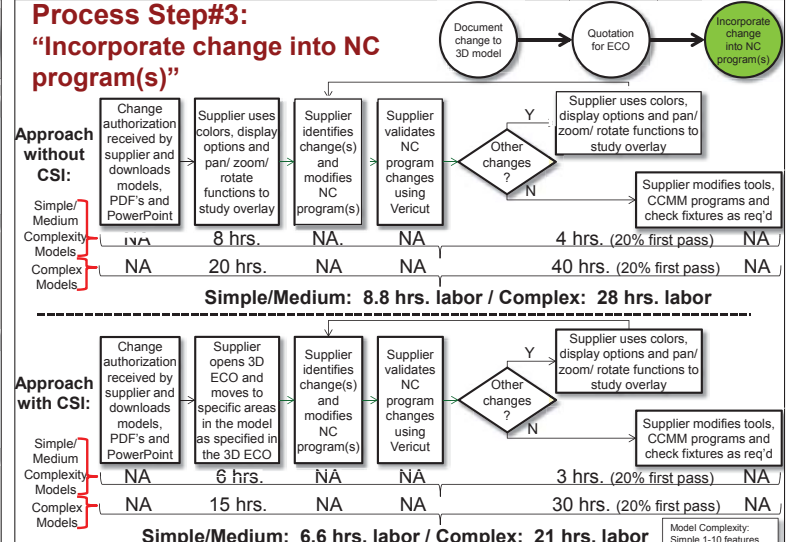 Process Step#3:
“Incorporate change into NC
program(s)”
Document
change to
3D model
Quotation
for ECO
Incorporate
change
into NC
program(s)
Approach
without
CSI:
Change
authorization
received by
supplier and
downloads
models,
PDF's and
PowerPoint
Supplier uses
colors, display
options and
pan/ zoom/
rotate
functions to
study overlay
Supplier
identifies
change(s)
and
modifies
NC
program(s)
Supplier
validates
NC
program
changes
using
Vericut
Other
changes
?
Y
N
Supplier uses colors,
display options and pan/
zoom/ rotate functions to
study overlay
Supplier modifies tools,
CCMM programs and
check fixtures as req'd
Simple/
Medium
Complexity
Models
NA
8 hrs.
NA.
NA
4 hrs. (20% first pass)
NA
Complex
Models
NA
20 hrs.
NA
NA
40 hrs. (20% first pass)
NA
Simple/Medium: 8.8 hrs. labor / Complex: 28 hrs. labor
Approach
with CSI:
Change
authorization
received by
supplier and
downloads
models,
PDF's and
PowerPoint
Supplier
opens 3D
ECO and
moves to
specific areas
in the model
as specified in
the 3D ECO
Supplier
identifies
change(s)
and
modifies
NC
program(s)
Supplier
validates
NC
program
changes
using
Vericut
Other
changes
?
Y
N
Supplier uses colors,
display options and pan/
zoom/ rotate functions to
study overlay
Supplier modifies tools,
CCMM programs and
check fixtures as req'd
Simple/
Medium
Complexity
Models
NA
6 hrs.
NA
NA
3 hrs. (20% first pass)
NA
Complex
Models
NA
15 hrs.
NA
NA
30 hrs. (20% first pass)
NA
Simple/Medium: 6.6 hrs. labor / Complex: 21 hrs. labor
Model Complexity:
Simple 1-10 features